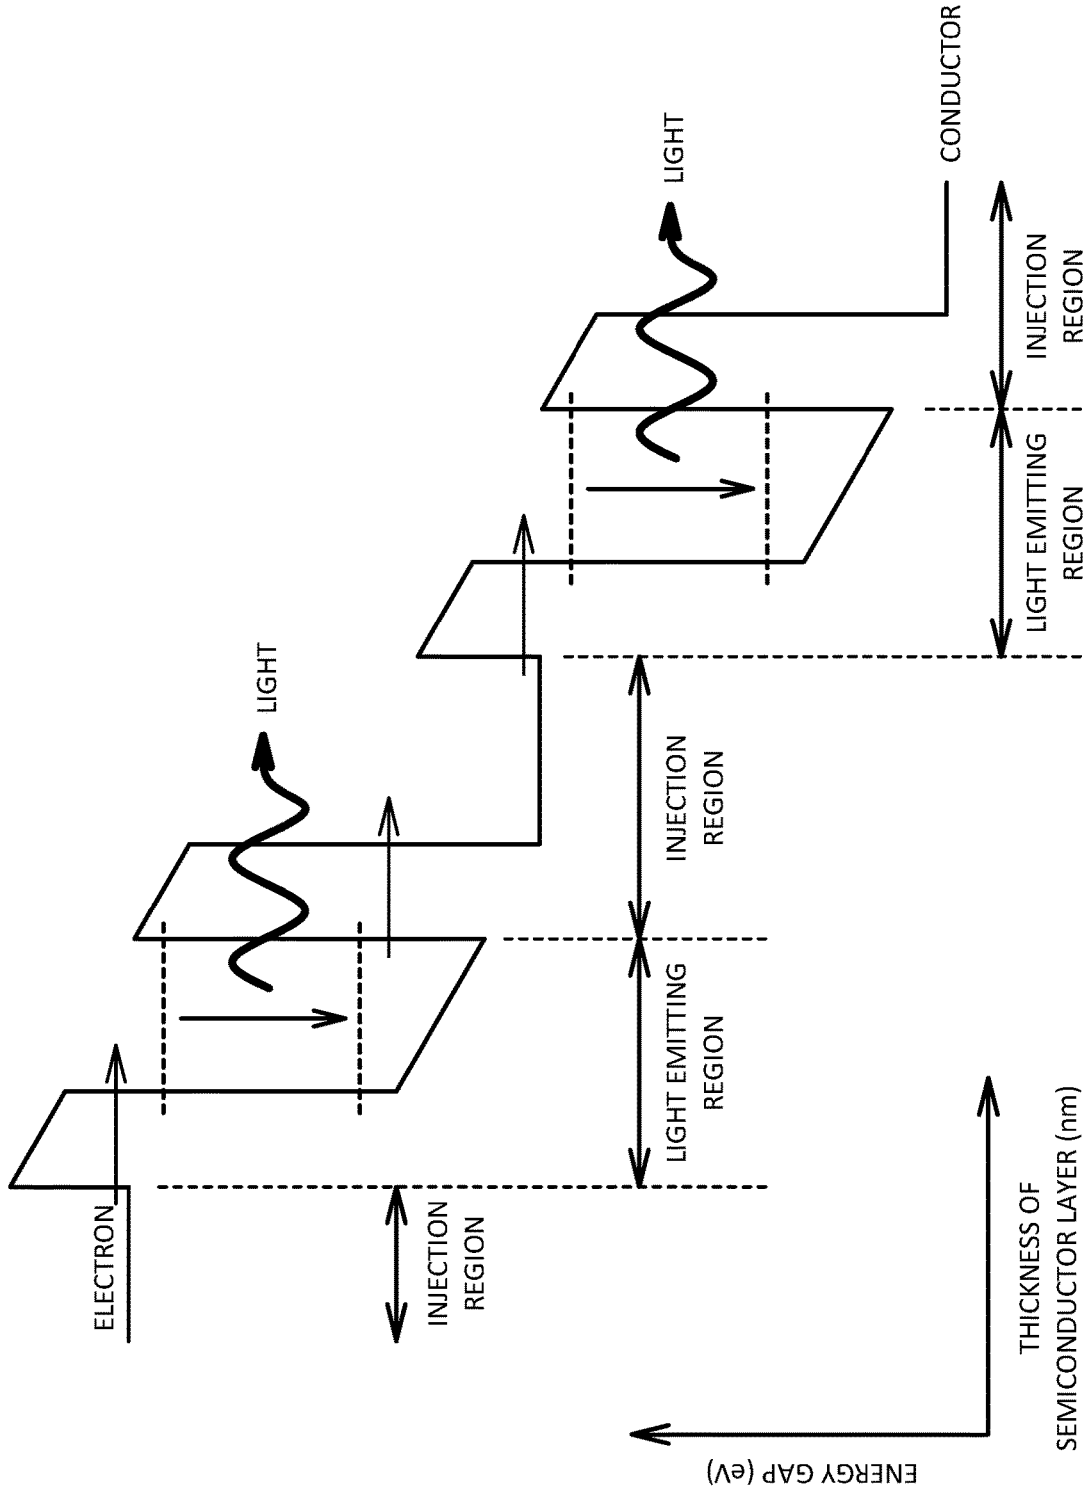 ELECTRON
LIGHT
LIGHT
CONDUCTOR
INJECTION
REGION
LIGHT EMITTING
REGION
INJECTION
REGION
LIGHT EMITTING
REGION
INJECTION
REGION
ENERGY GAP (eV)
THICKNESS OF
SEMICONDUCTOR LAYER (nm)